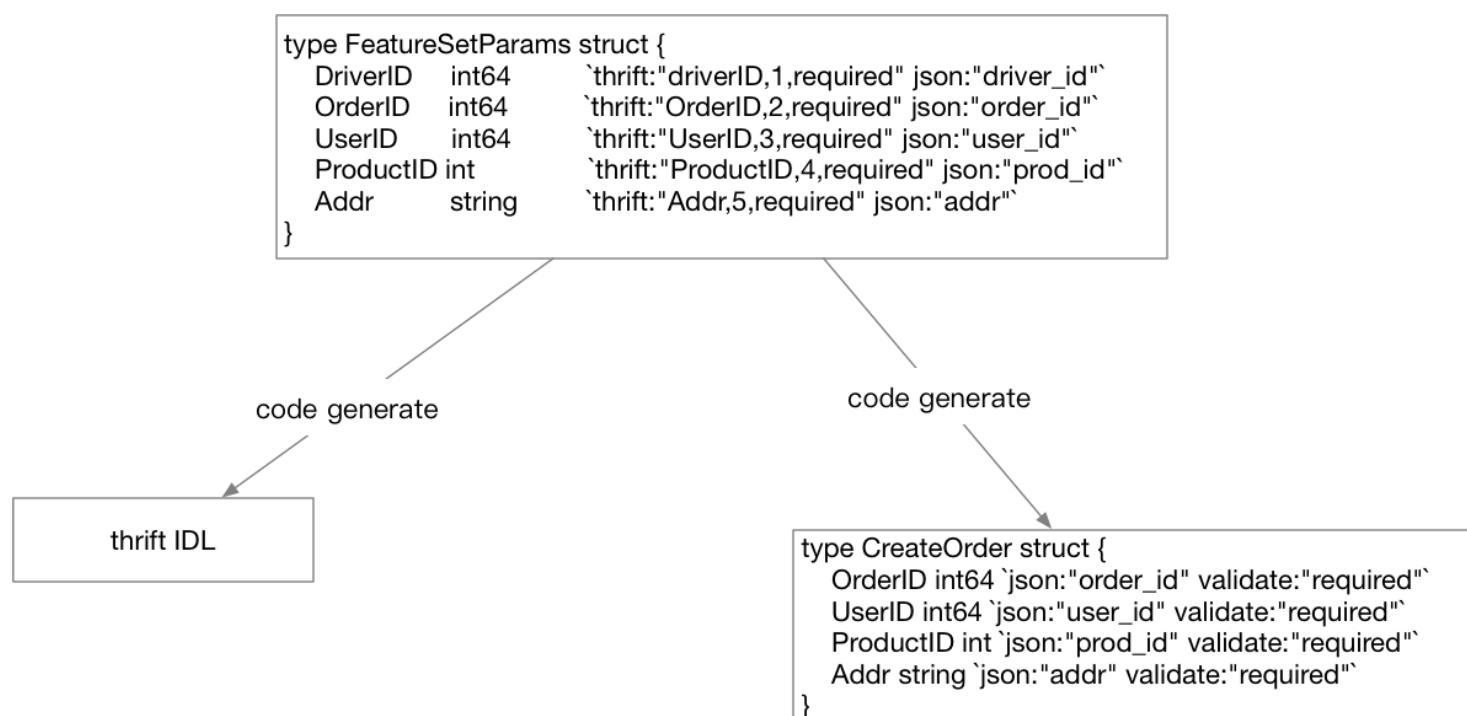 type FeatureSetParams struct {
DriverID int64 `thrift:"driverID,1,required" json:"driver_id"`
OrderID int64 `thrift:"OrderID,2,required" json:"order_id"`
UserID int64 `thrift:"UserID,3,required" json:"user_id"`
ProductID int `thrift:"ProductID,4,required" json:"prod_id"`
Addr string `thrift:"Addr,5,required" json:"addr"`
}
code generate
code generate
thrift IDL
type CreateOrder struct {
OrderID int64 `json:"order_id" validate:"required"`
UserID int64 `json:"user_id" validate:"required"`
ProductID int `json:"prod_id" validate:"required"`
Addr string `json:"addr" validate:"required"`
}